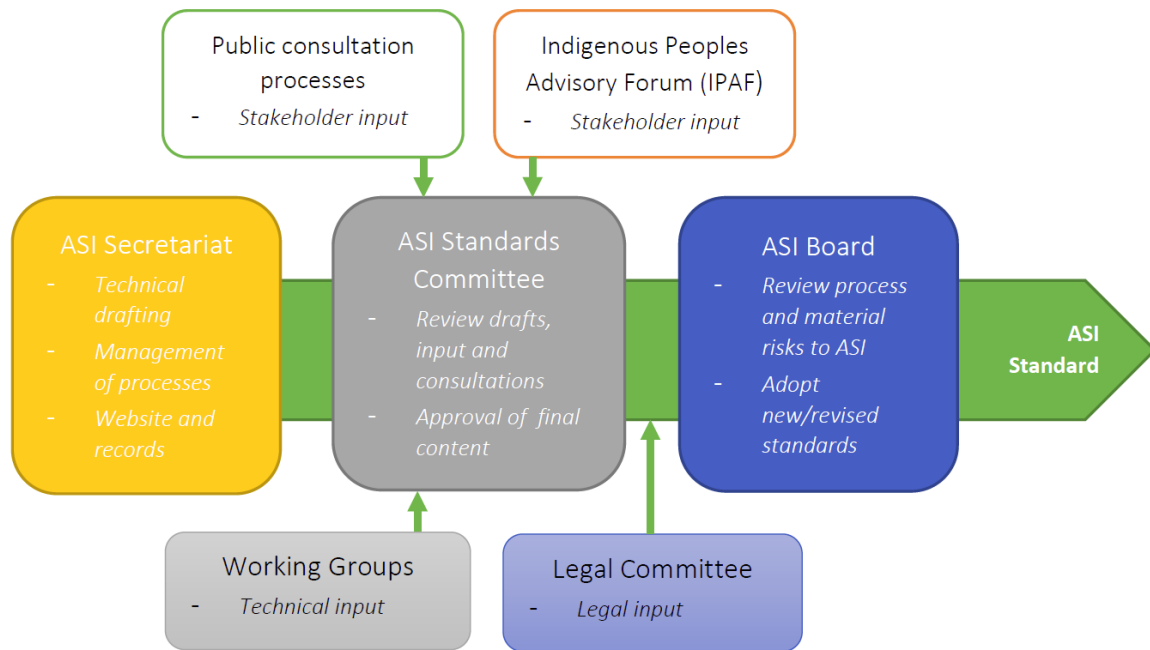 Public consultation
processes
- Stakeholder input
Indigenous Peoples
Advisory Forum (IPAF)
- Stakeholder input
ASI Secretariat
- Technical
drafting
- Management
of processes
- Website and
records
ASI Standards
Committee
- Review drafts,
input and
consultations
- Approval of final
content
ASI Board
- Review process
and material
risks to ASI
- Adopt
new/revised
standards
ASI
Standard
Working Groups
- Technical input
Legal Committee
- Legal input